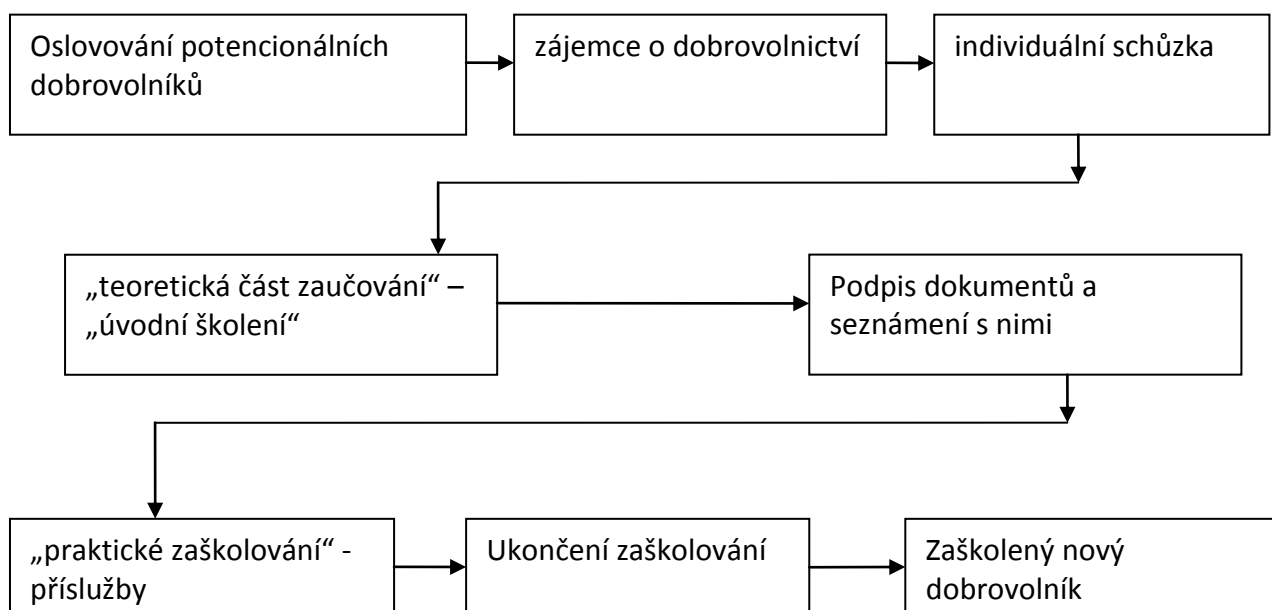 Oslovování potencionálních
dobrovolníků
zájemce o dobrovolnictví
individuální schůzka
„teoretická část zaučování“ –
„úvodní školení“
Podpis dokumentů a
seznámení s nimi
„praktické zaškolování“ -
příslužby
Ukončení zaškolování
Zaškolený nový
dobrovolník